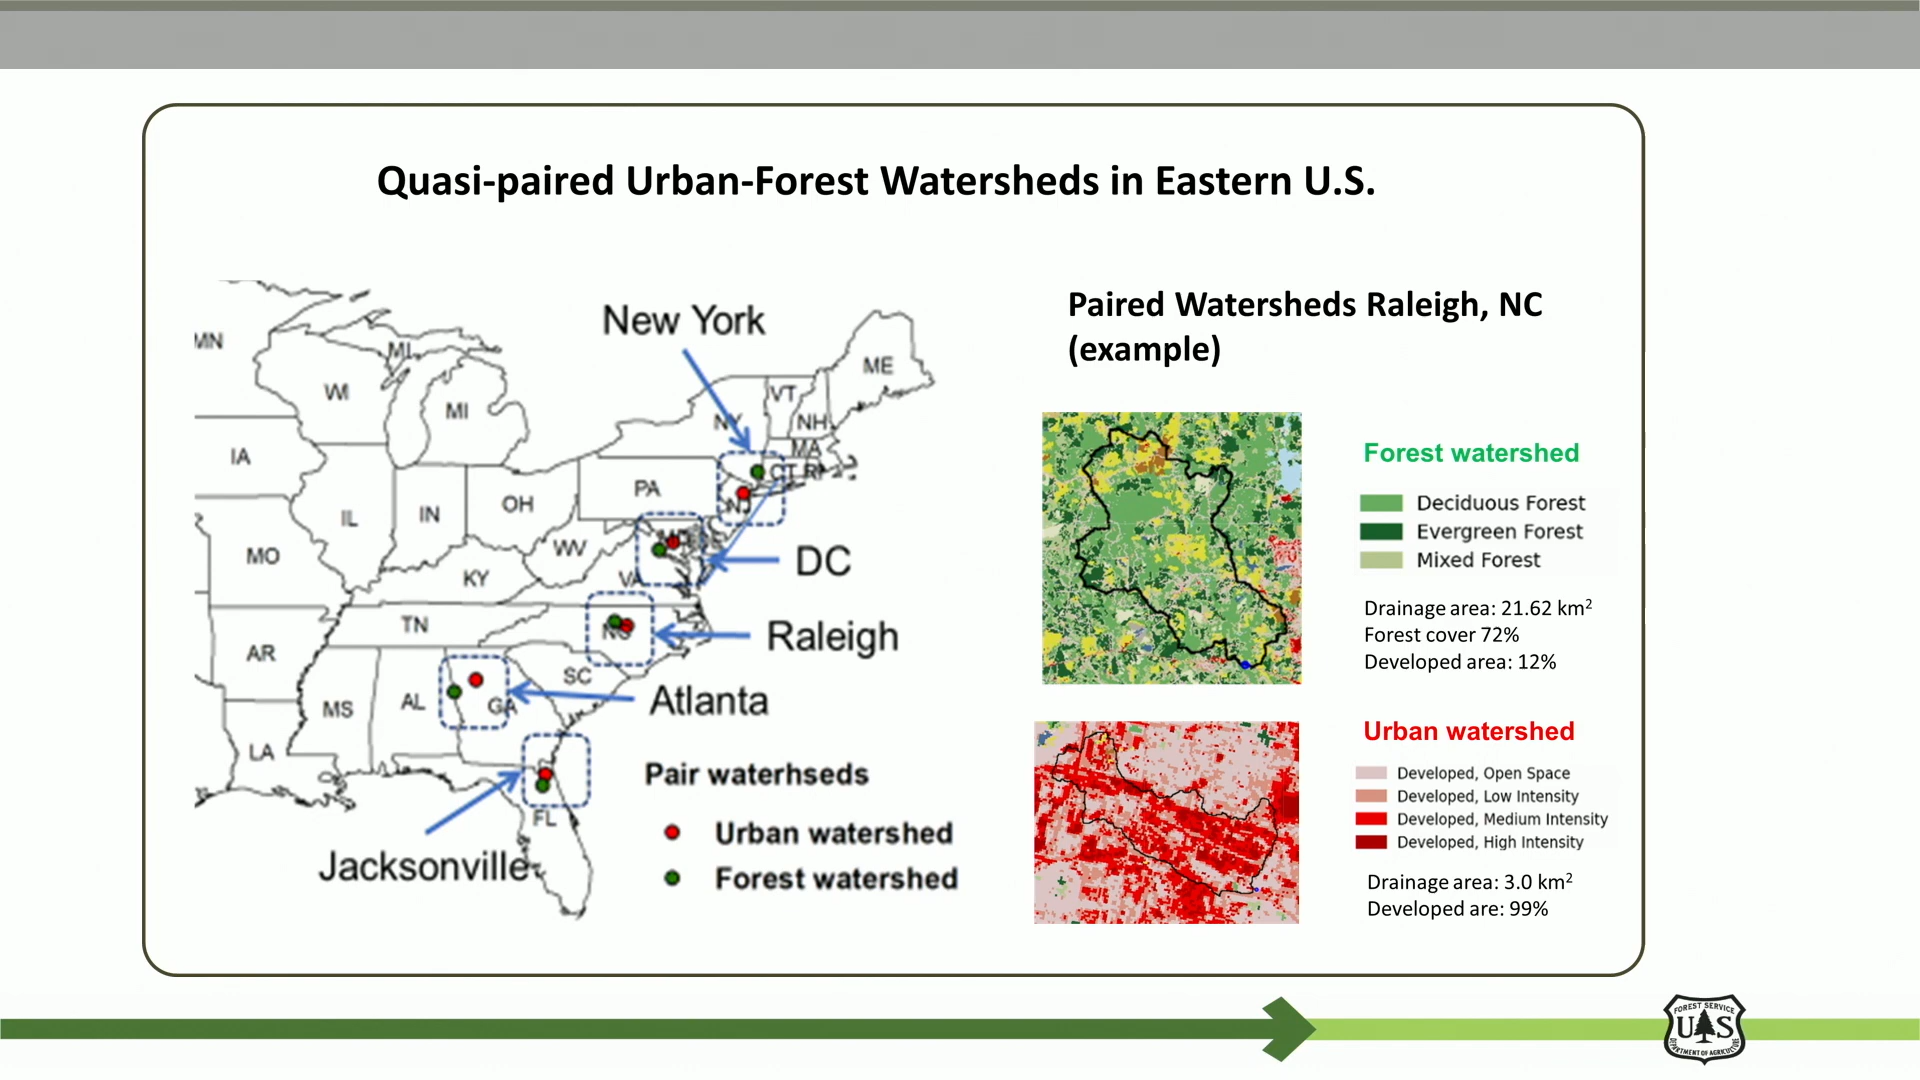 Quasi-paired Urban-Forest Watersheds in Eastern U.S.
New York
MN
WI
MI
MI
IA
IL
IN
OH
PA
NY
VT
NH
ME
MA
CT RI
NJ
MO
WV
KY
VA
DC
TN
NC
Raleigh
AR
SC
MS
AL
GA
Atlanta
LA
FL
Jacksonville
Pair waterhseds
Urban watershed
Forest watershed
Paired Watersheds Raleigh, NC
(example)
Forest watershed
Deciduous Forest
Evergreen Forest
Mixed Forest
Drainage area: 21.62 km²
Forest cover 72%
Developed area: 12%
Urban watershed
Developed, Open Space
Developed, Low Intensity
Developed, Medium Intensity
Developed, High Intensity
Drainage area: 3.0 km²
Developed are: 99%
FOREST SERVICE
U S
DEPARTMENT OF AGRICULTURE